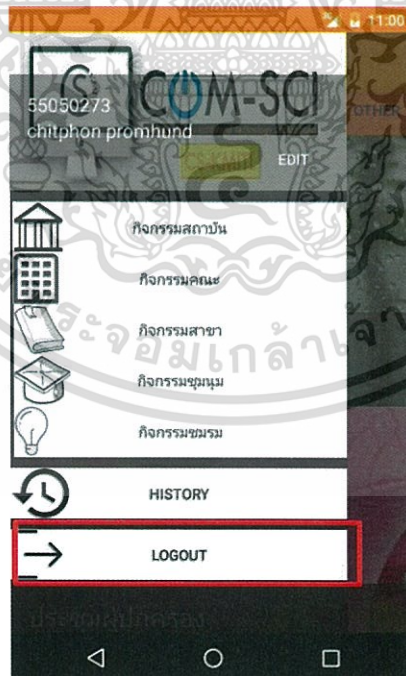 11:00
COM-SCI
55050273
chitphon promhund
OTHER
EDIT
กิจกรรมสถาบัน
กิจกรรมคณะ
กิจกรรมสาขา
กิจกรรมชุมนุม
กิจกรรมชมรม
HISTORY
LOGOUT